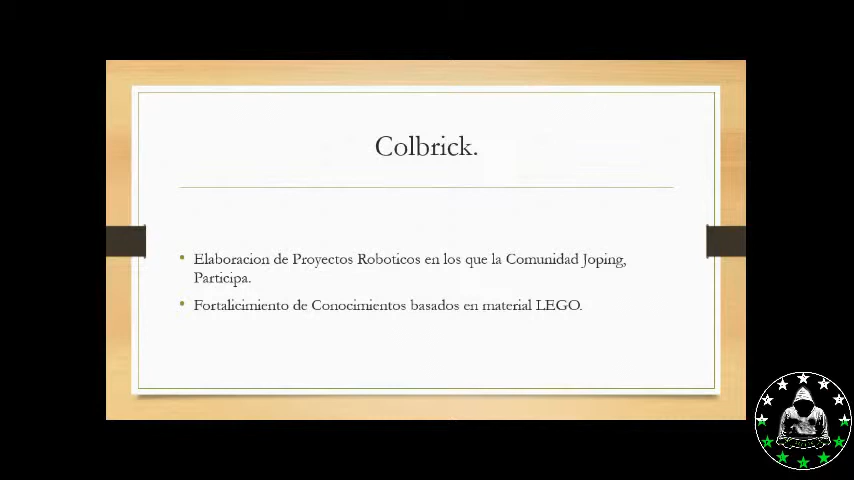 Colbrick.
Elaboracion de Proyectos Roboticos en los que la Comunidad Joping,
Participa.
Fortalicimiento de Conocimientos basados en material LEGO.